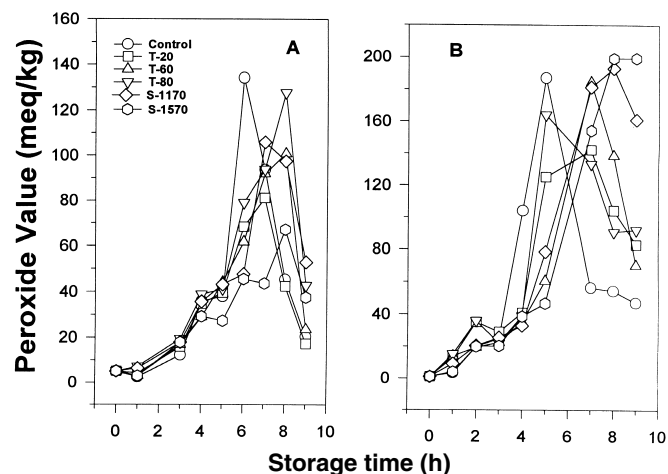 Peroxide Value (meq/kg)
160
140
120
100
80
60
40
20
0
Control
T-20
T-60
T-80
S-1170
S-1570
A
0 2 4 6 8 10
200
160
120
80
40
0
B
0 2 4 6 8 10
Storage time (h)